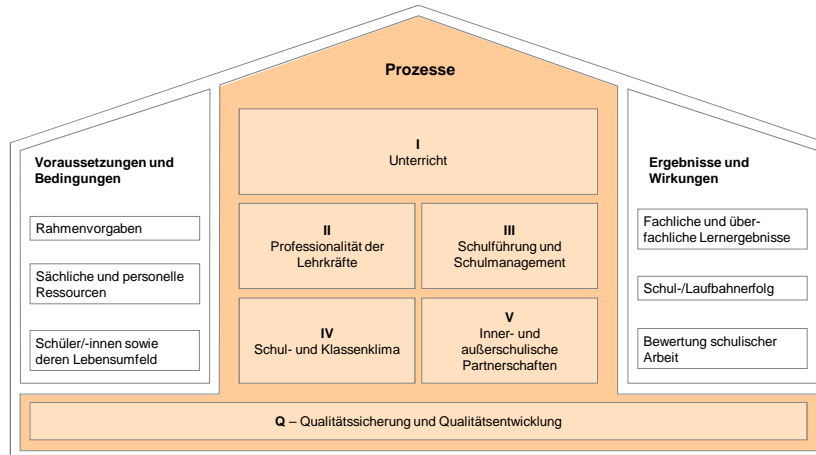 Prozesse
Voraussetzungen und
Bedingungen
Rahmenvorgaben
Sächliche und personelle
Ressourcen
Schüler/-innen sowie
deren Lebensumfeld
I
Unterricht
II
Professionalität der
Lehrkräfte
III
Schulführung und
Schulmanagement
IV
Schul- und Klassenklima
V
Inner- und
außerschulische
Partnerschaften
Ergebnisse und
Wirkungen
Fachliche und über-
fachliche Lernergebnisse
Schul-/Laufbahnerfolg
Bewertung schulischer
Arbeit
Q – Qualitätssicherung und Qualitätsentwicklung